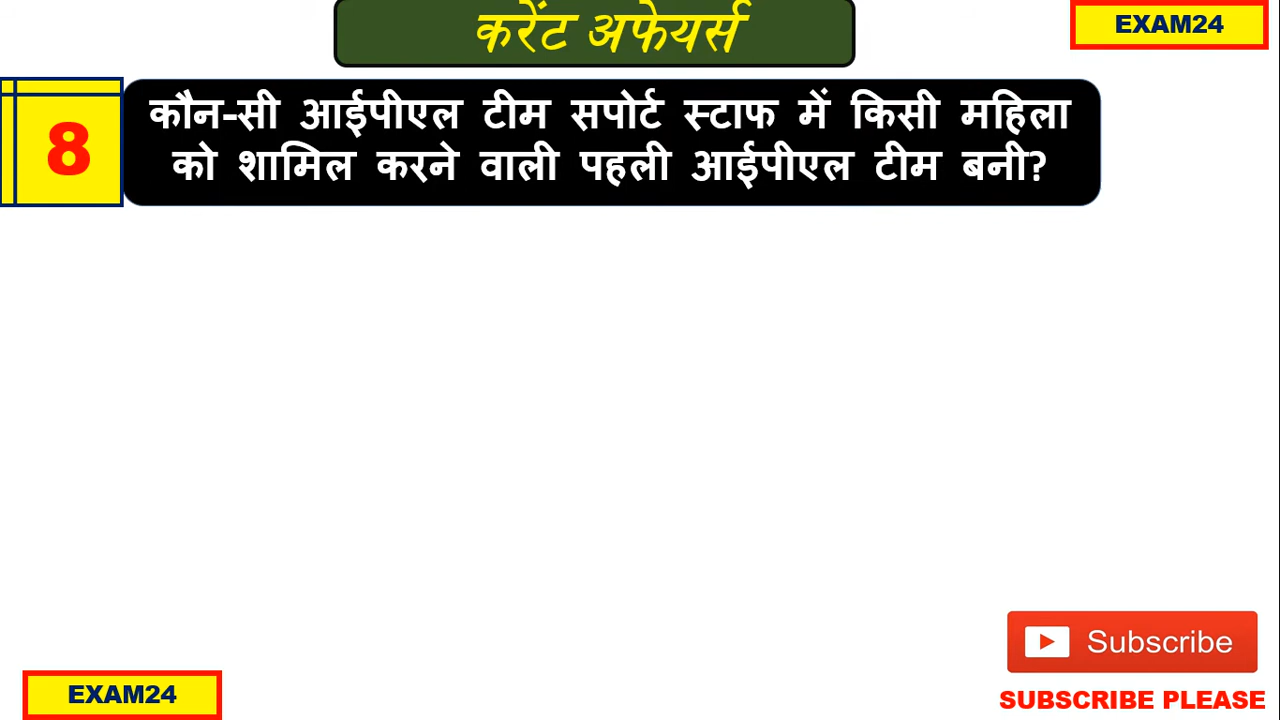 करेंट अफेयर्स
EXAM24
8
कौन-सी आईपीएल टीम सपोर्ट स्टाफ में किसी महिला
को शामिल करने वाली पहली आईपीएल टीम बनी?
Subscribe
EXAM24
SUBSCRIBE PLEASE